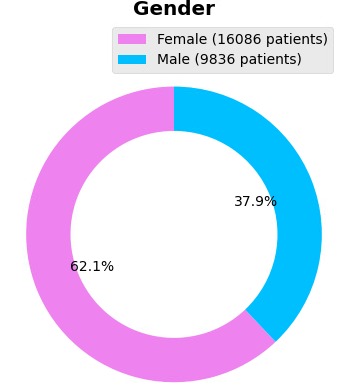 Gender
Female (16086 patients)
Male (9836 patients)
37.9%
62.1%